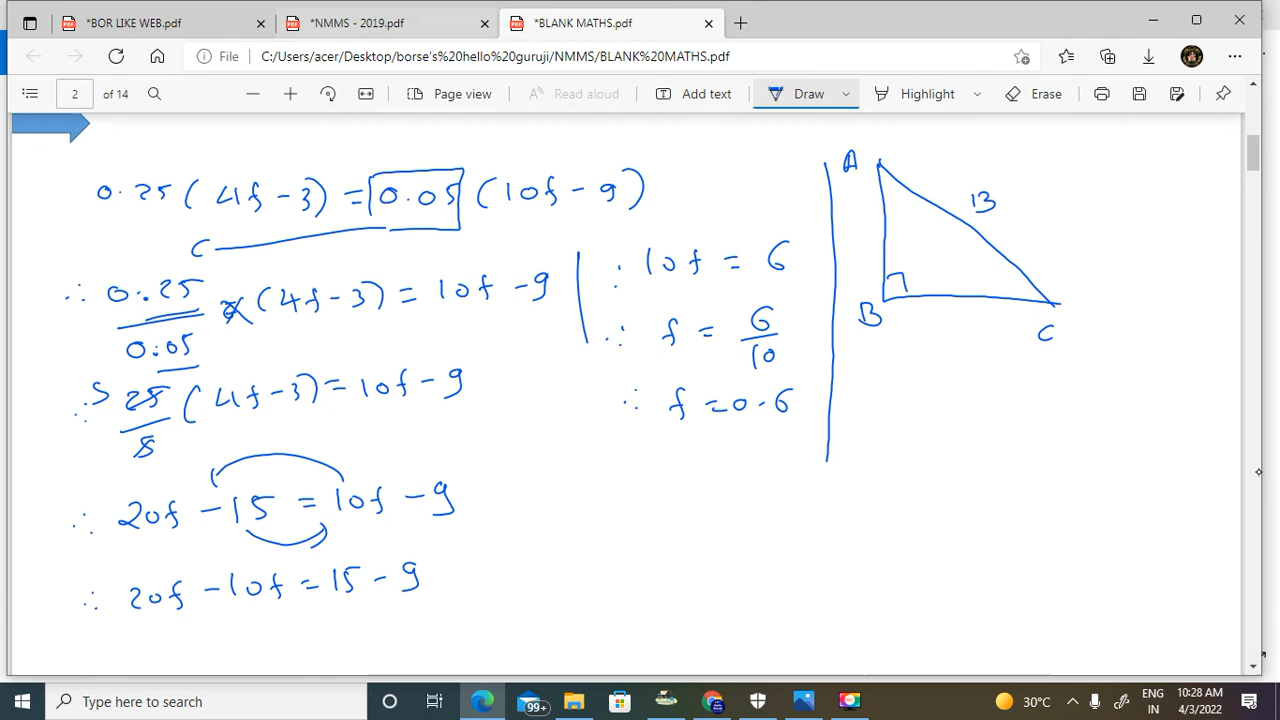 *BOR LIKE WEB.pdf
*NMMS - 2019.pdf
*BLANK MATHS.pdf
File C:/Users/acer/Desktop/borse's%20hello%20guruji/NMMS/BLANK%20MATHS.pdf
2 of 14 Page view Read aloud Add text Draw Highlight Erase
0.25 (4f - 3) = 0.05 (10f - 9)
C
∴ 0.25/0.05 × (4f - 3) = 10f - 9
∴ 5 25/5 (4f - 3) = 10f - 9
∴ 20f - 15 = 10f - 9
∴ 20f - 10f = 15 - 9
∴ 10f = 6
∴ f = 6/10
∴ f = 0.6
A
13
B
C
Type here to search
99+
30°C
ENG
IN
10:28 AM
4/3/2022